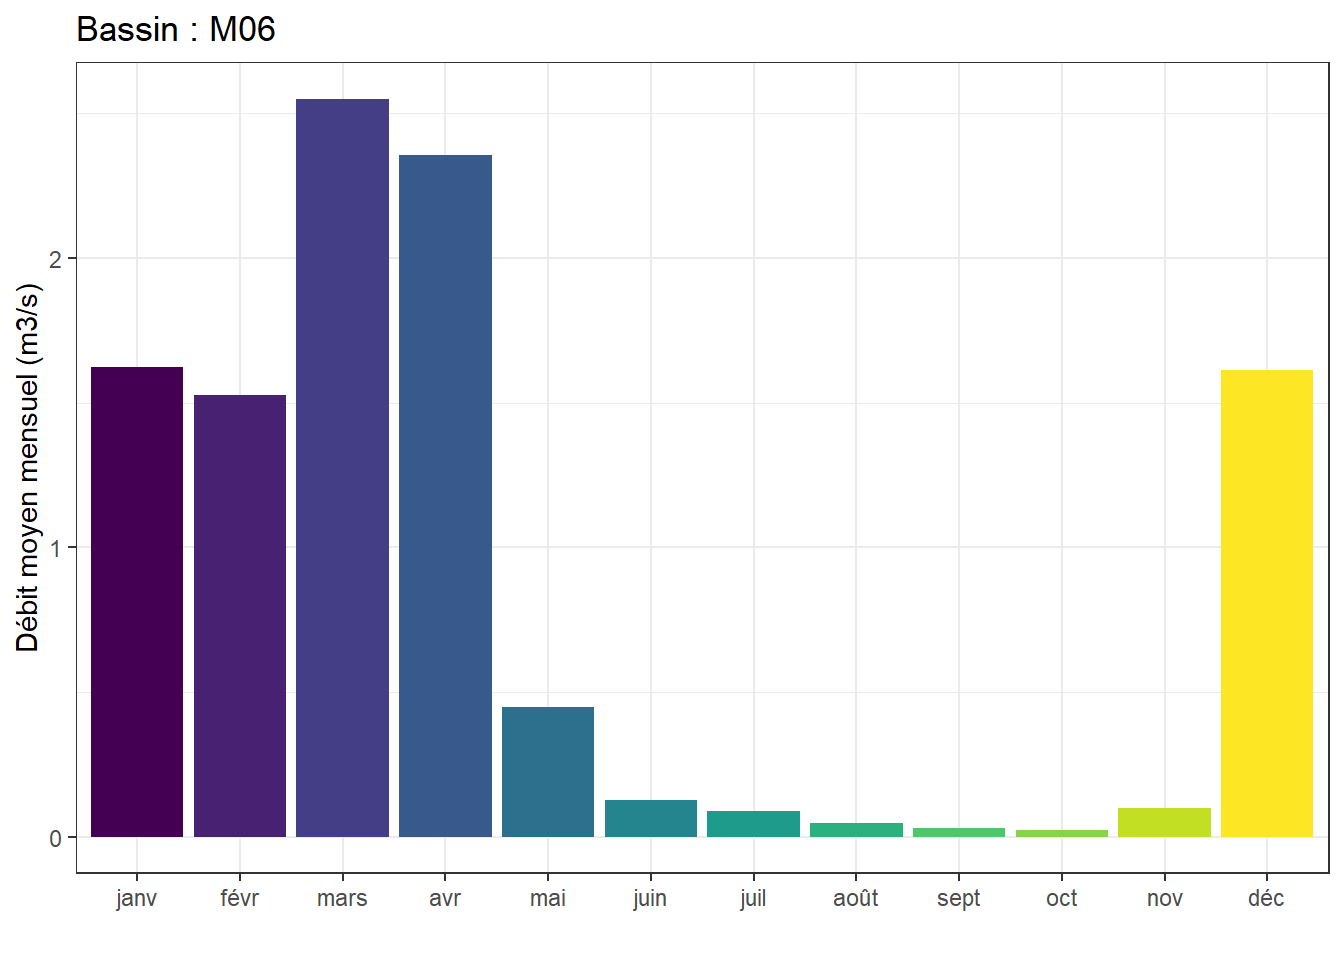 Bassin : M06
Débit moyen mensuel (m3/s)
2
1
0
janv févr mars avr mai juin juil août sept oct nov déc